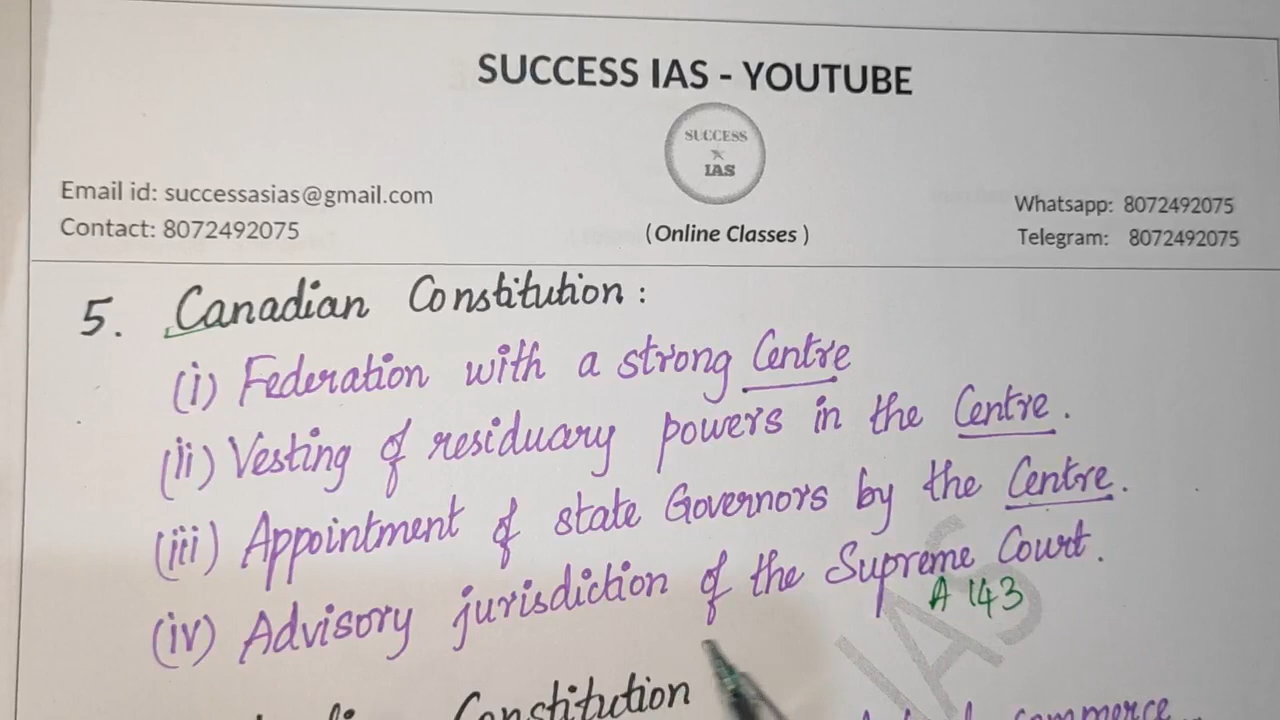 SUCCESS IAS - YOUTUBE
SUCCESS
IAS
Email id: successasias@gmail.com
Whatsapp: 8072492075
Contact: 8072492075
(Online Classes)
Telegram: 8072492075
5. Canadian Constitution:
(i) Federation with a strong Centre
(ii) Vesting of residuary powers in the Centre.
(iii) Appointment of state Governors by the Centre.
(iv) Advisory jurisdiction of the Supreme Court.
A 143
IAS
Constitution
commerce